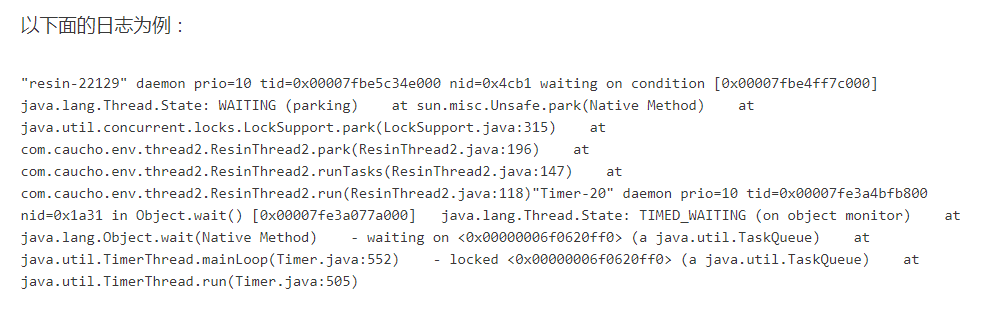 以下面的日志为例：
"resin-22129" daemon prio=10 tid=0x00007fbe5c34e000 nid=0x4cb1 waiting on condition [0x00007fbe4ff7c000]
java.lang.Thread.State: WAITING (parking)    at sun.misc.Unsafe.park(Native Method)    at
java.util.concurrent.locks.LockSupport.park(LockSupport.java:315)    at
com.caucho.env.thread2.ResinThread2.park(ResinThread2.java:196)    at
com.caucho.env.thread2.ResinThread2.runTasks(ResinThread2.java:147)    at
com.caucho.env.thread2.ResinThread2.run(ResinThread2.java:118)"Timer-20" daemon prio=10 tid=0x00007fe3a4bfb800
nid=0x1a31 in Object.wait() [0x00007fe3a077a000]   java.lang.Thread.State: TIMED_WAITING (on object monitor)    at
java.lang.Object.wait(Native Method)    - waiting on <0x00000006f0620ff0> (a java.util.TaskQueue)    at
java.util.TimerThread.mainLoop(Timer.java:552)    - locked <0x00000006f0620ff0> (a java.util.TaskQueue)    at
java.util.TimerThread.run(Timer.java:505)